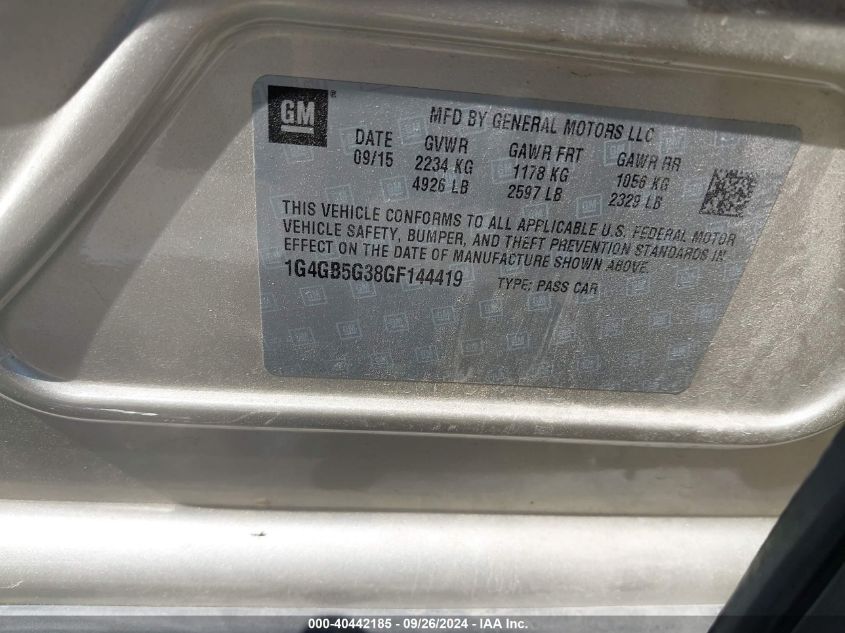 GM ®
MFD BY GENERAL MOTORS LLC
DATE GVWR GAWR FRT GAWR RR
09/15 2234 KG 1178 KG 1056 KG
4926 LB 2597 LB 2329 LB
THIS VEHICLE CONFORMS TO ALL APPLICABLE U.S. FEDERAL MOTOR
VEHICLE SAFETY, BUMPER, AND THEFT PREVENTION STANDARDS IN
EFFECT ON THE DATE OF MANUFACTURE SHOWN ABOVE.
1G4GB5G38GF144419 TYPE: PASS CAR
000-40442185 - 09/26/2024 - IAA Inc.